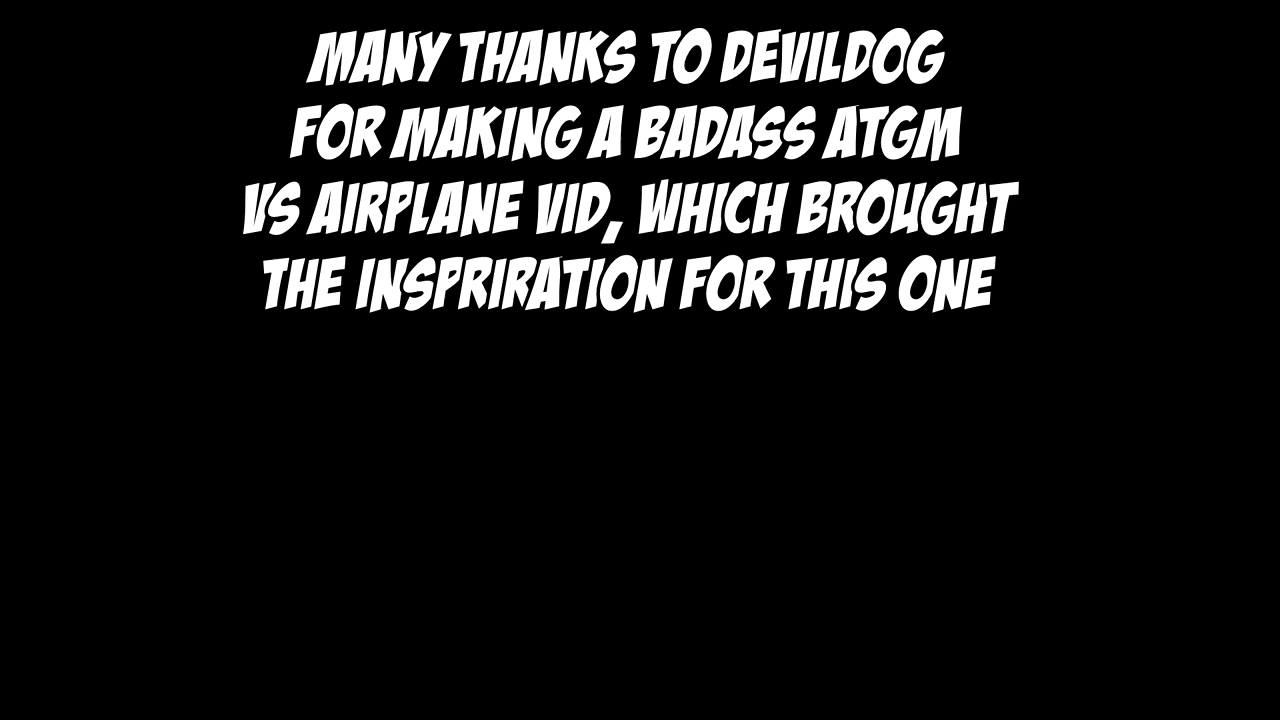 MANY THANKS TO DEVILDOG
FOR MAKING A BADASS ATGM
VS AIRPLANE VID, WHICH BROUGHT
THE INSPRIRATION FOR THIS ONE